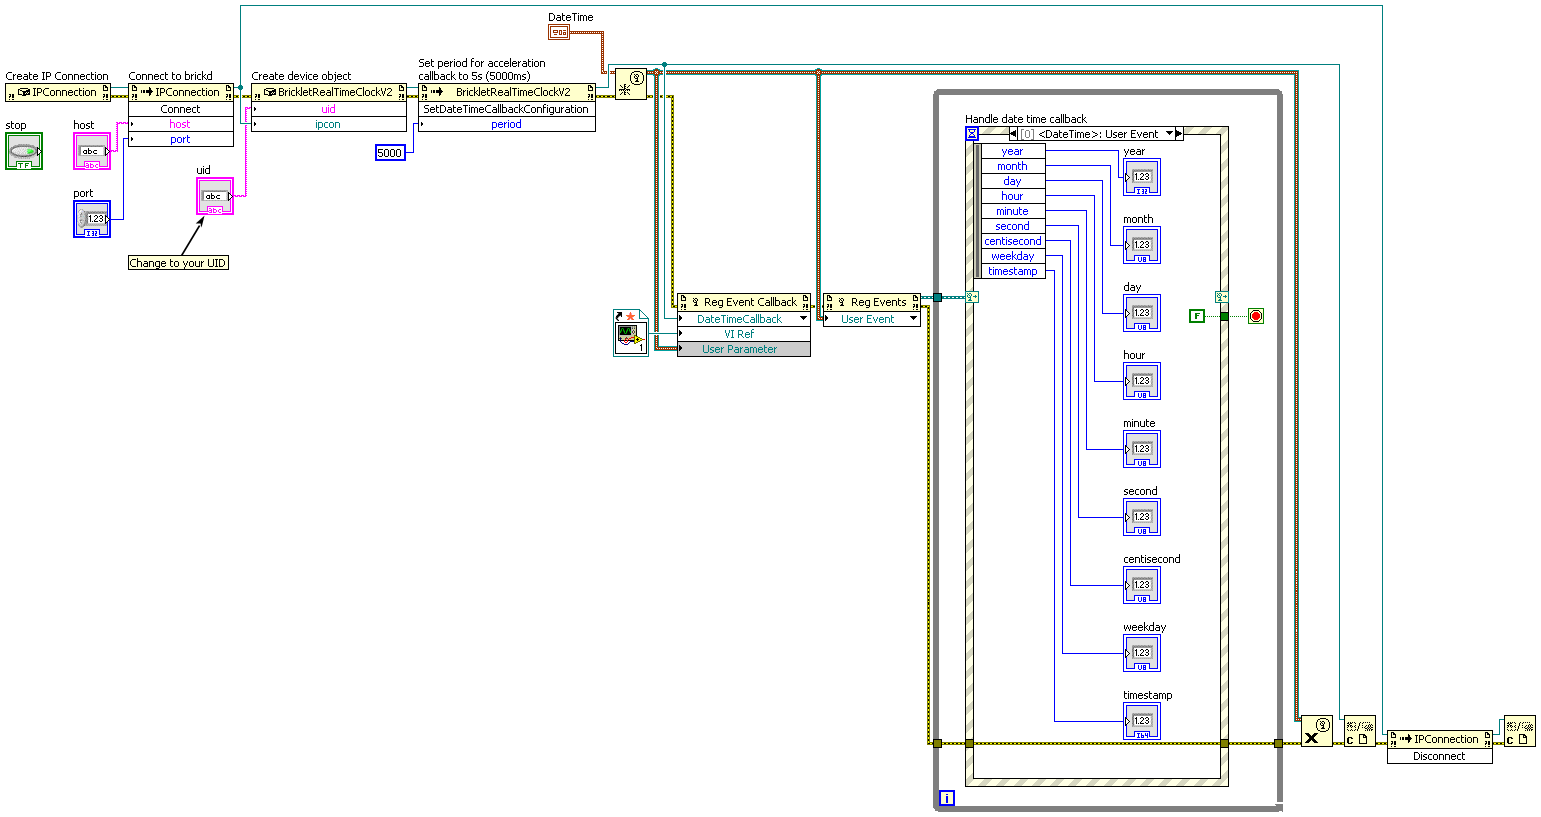 DateTime
Create IP Connection
IPConnection
Connect to brickd
IPConnection
Connect
host
port
Create device object
BrickletRealTimeClockV2
uid
ipcon
Set period for acceleration
callback to 5s (5000ms)
BrickletRealTimeClockV2
SetDateTimeCallbackConfiguration
period
5000
stop
TF
host
abc
abc
port
1.23
I32
uid
abc
abc
Change to your UID
1
Reg Event Callback
DateTimeCallback
VI Ref
User Parameter
Reg Events
User Event
Handle date time callback
[0] <DateTime>: User Event
year
month
day
hour
minute
second
centisecond
weekday
timestamp
year
1.23
I32
month
1.23
U8
day
1.23
U8
hour
1.23
U8
minute
1.23
U8
second
1.23
U8
centisecond
1.23
U8
weekday
1.23
U8
timestamp
1.23
I64
F
i
IPConnection
Disconnect